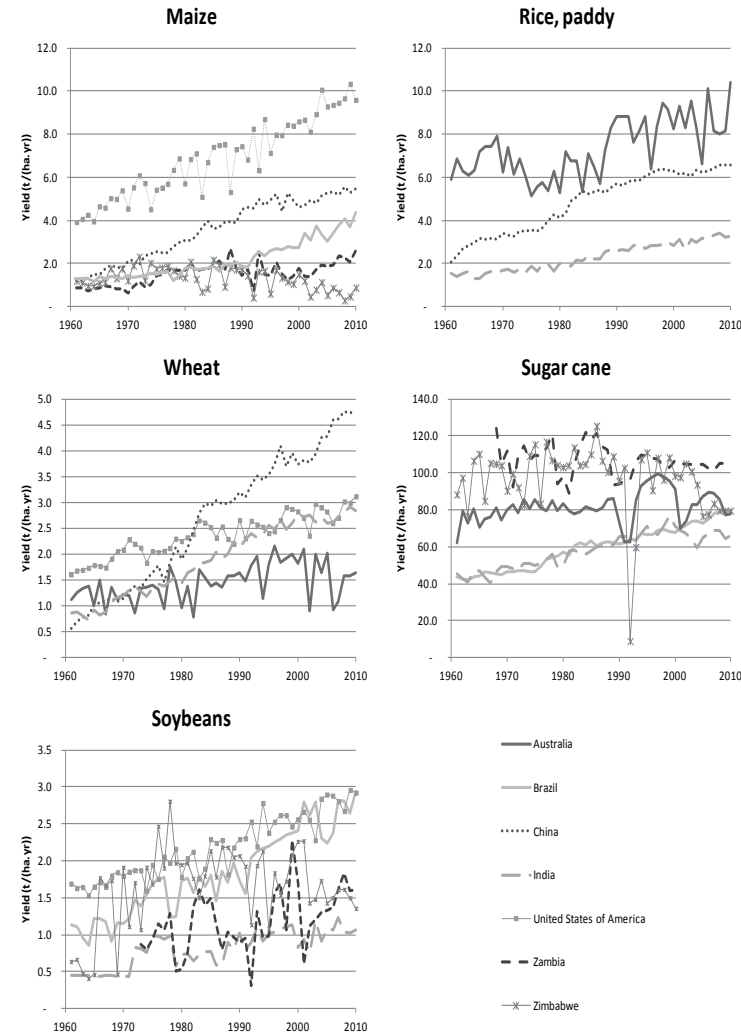 Maize
12.0
10.0
8.0
6.0
4.0
2.0
-
Yield (t /(ha. yr))
1960 1970 1980 1990 2000 2010
Rice, paddy
12.0
10.0
8.0
6.0
4.0
2.0
-
Yield (t /(ha. yr))
1960 1970 1980 1990 2000 2010
Wheat
5.0
4.5
4.0
3.5
3.0
2.5
2.0
1.5
1.0
0.5
-
Yield (t /(ha. yr))
1960 1970 1980 1990 2000 2010
Sugar cane
140.0
120.0
100.0
80.0
60.0
40.0
20.0
-
Yield (t /(ha. yr))
1960 1970 1980 1990 2000 2010
Soybeans
3.5
3.0
2.5
2.0
1.5
1.0
0.5
-
Yield (t /(ha. yr))
1960 1970 1980 1990 2000 2010
Australia
Brazil
China
India
United States of America
Zambia
Zimbabwe